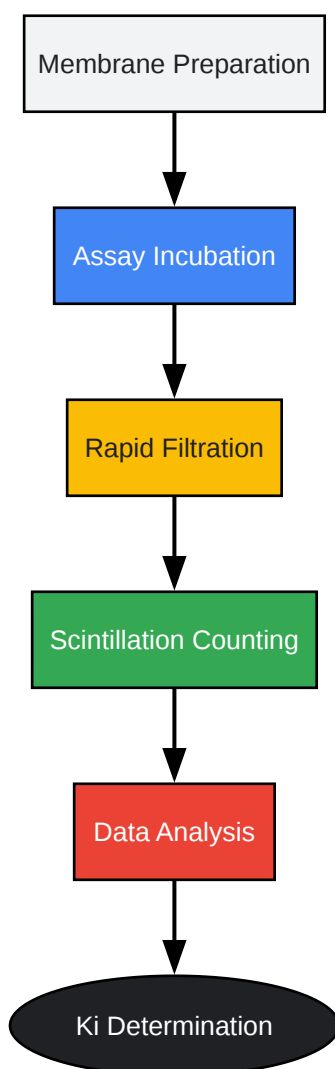 Membrane Preparation
Assay Incubation
Rapid Filtration
Scintillation Counting
Data Analysis
Ki Determination